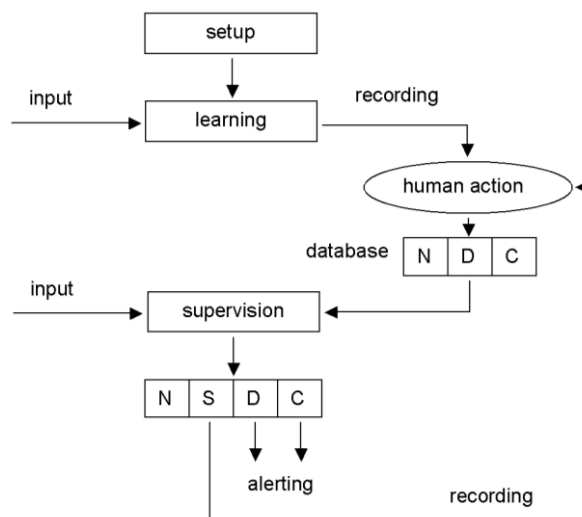 setup
input
recording
learning
human action
database
N D C
input
supervision
N S D C
alerting
recording